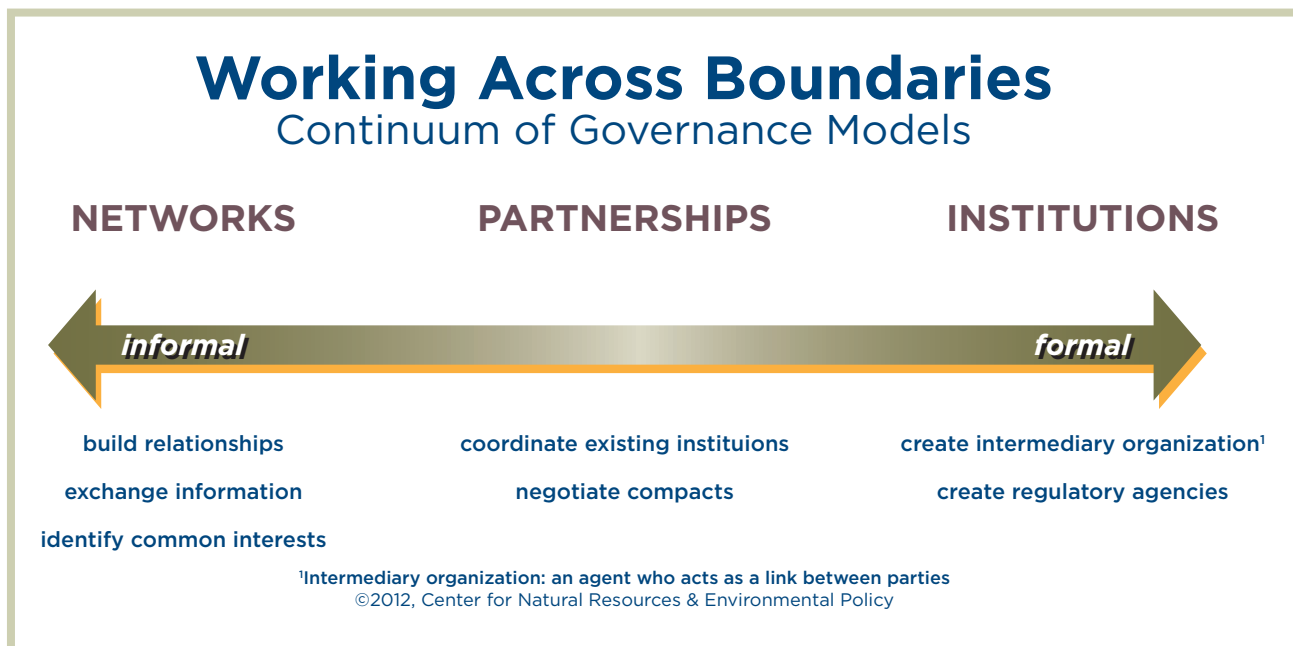 Working Across Boundaries
Continuum of Governance Models
NETWORKS PARTNERSHIPS INSTITUTIONS
informal formal
build relationships coordinate existing instituions create intermediary organization¹
exchange information negotiate compacts create regulatory agencies
identify common interests
¹Intermediary organization: an agent who acts as a link between parties
©2012, Center for Natural Resources & Environmental Policy